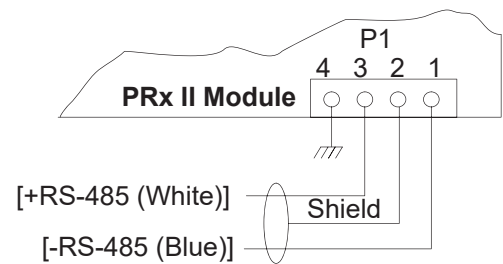 P1
4 3 2 1
PRx II Module
[+RS-485 (White)]
Shield
[-RS-485 (Blue)]